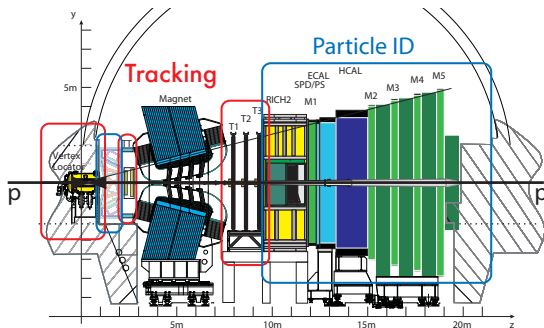 y
Particle ID
ECAL
HCAL
SPD/PS
Tracking
5m
Magnet
RICH2
M1
M2
M3
M4
M5
T1
T2
T3
Vertex
Locator
p
p
5m
10m
15m
20m
z